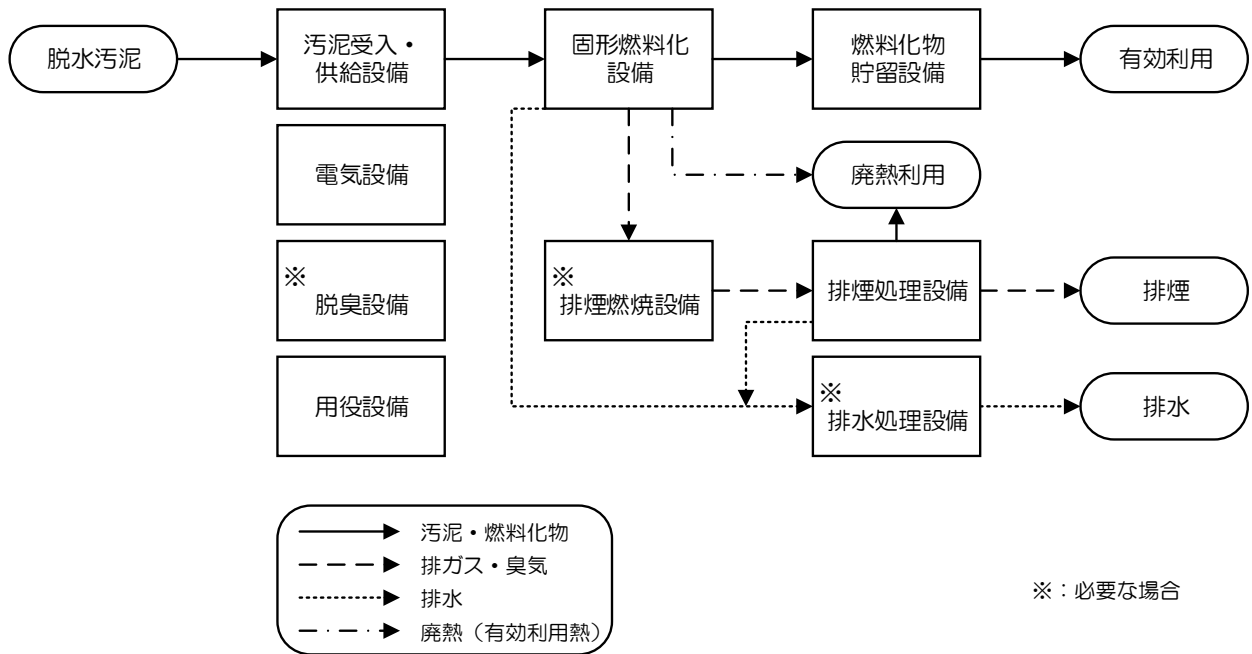 脱水汚泥
汚泥受入・
供給設備
固形燃料化
設備
燃料化物
貯留設備
有効利用
電気設備
廃熱利用
※
脱臭設備
※
排煙燃焼設備
排煙処理設備
排煙
用役設備
※
排水処理設備
排水
汚泥・燃料化物
排ガス・臭気
排水
廃熱（有効利用熱）
※：必要な場合